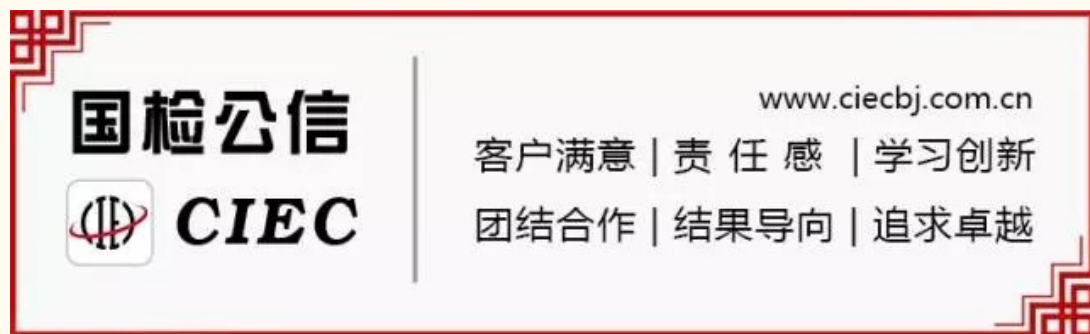 国检公信
CIEC
www.ciecbj.com.cn
客户满意 | 责 任 感 | 学习创新
团结合作 | 结果导向 | 追求卓越